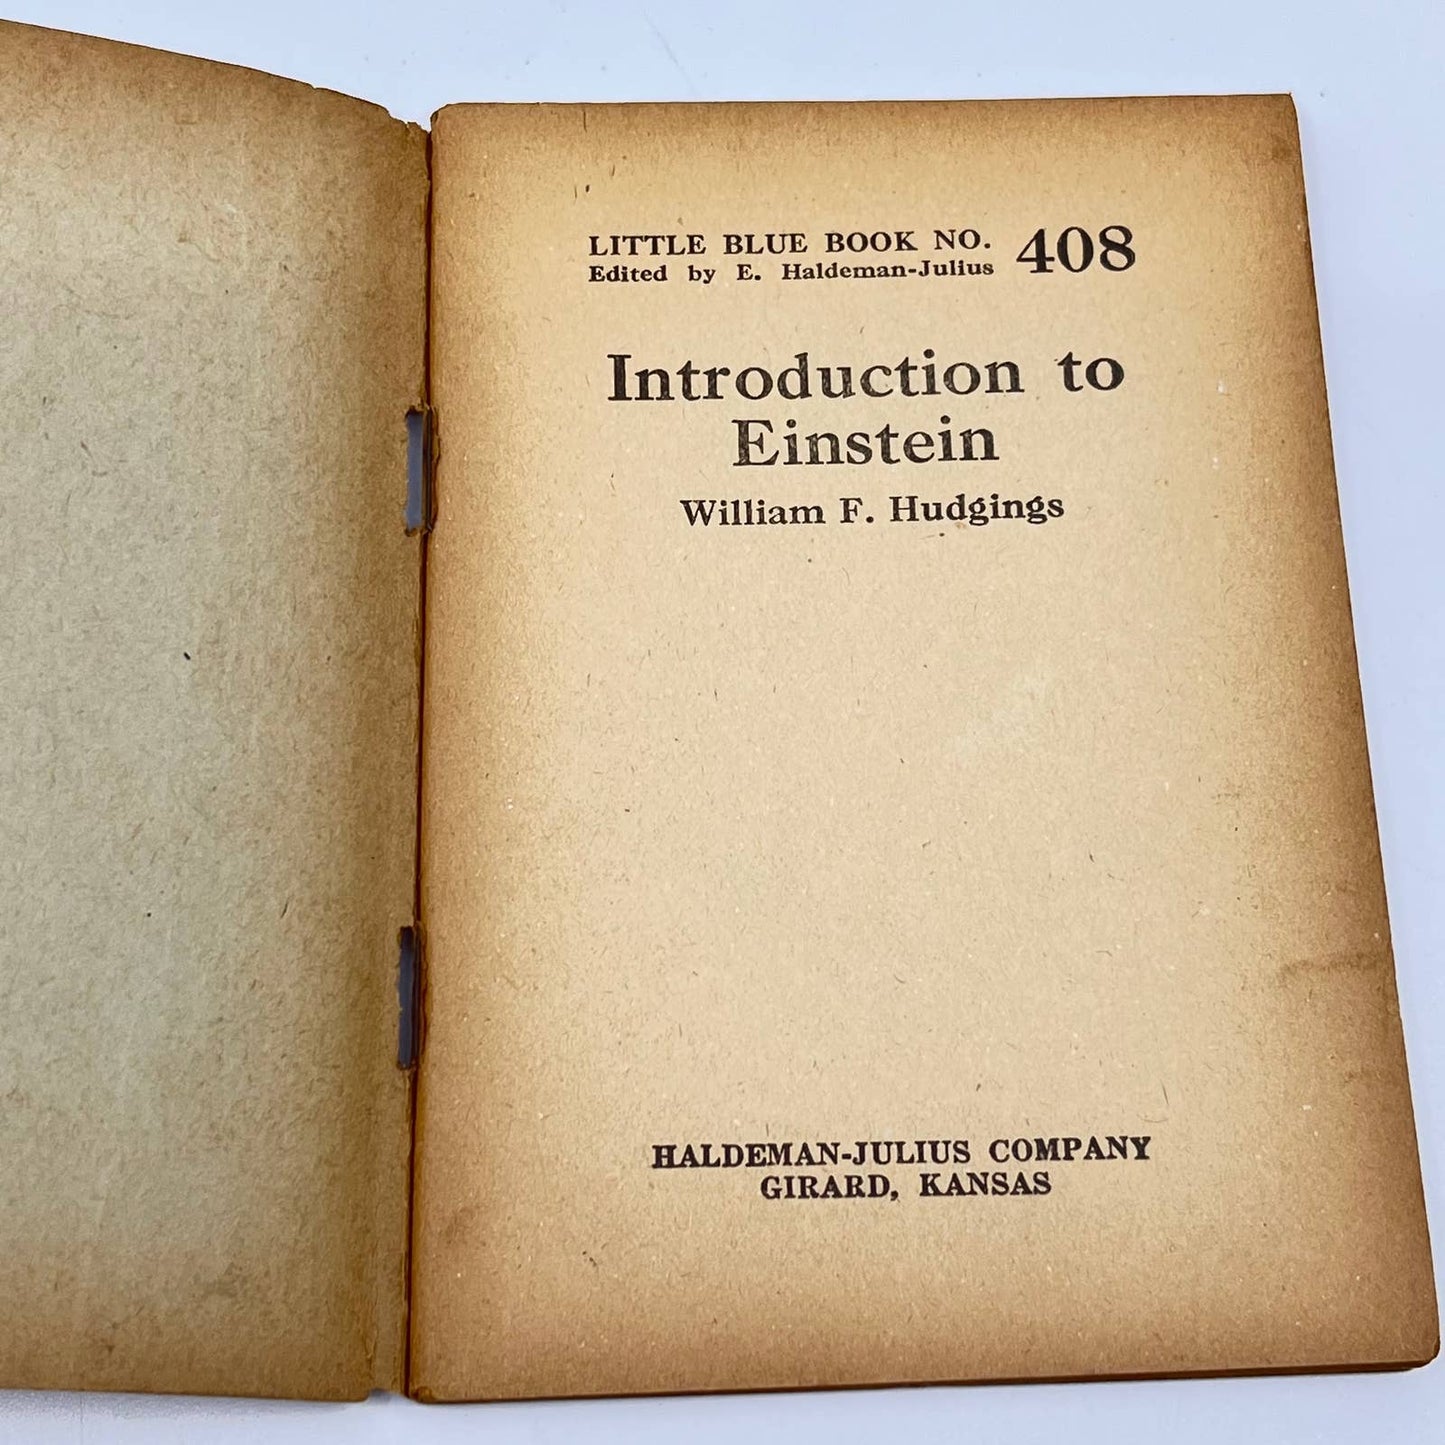 LITTLE BLUE BOOK NO. 408
Edited by E. Haldeman-Julius
Introduction to
Einstein
William F. Hudgings
HALDEMAN-JULIUS COMPANY
GIRARD, KANSAS